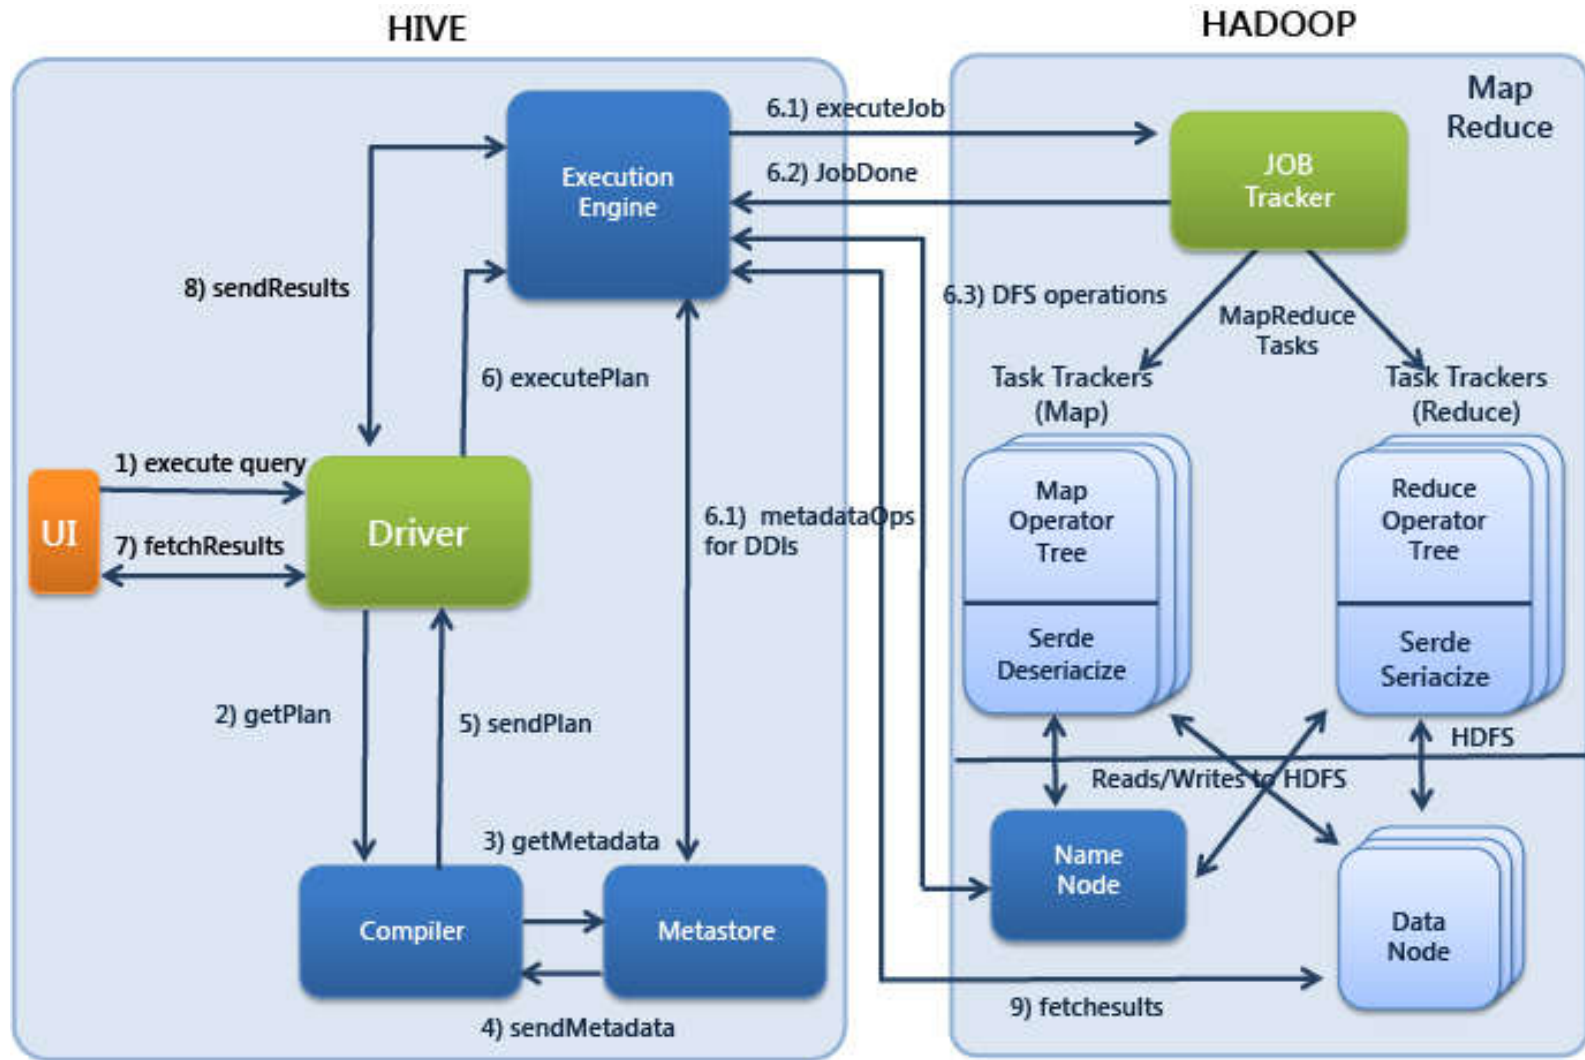 HIVE
HADOOP
Map
Reduce
6.1) executeJob
Execution
Engine
6.2) JobDone
JOB
Tracker
8) sendResults
6.3) DFS operations
MapReduce
Tasks
6) executePlan
Task Trackers
(Map)
Task Trackers
(Reduce)
1) execute query
UI
Driver
7) fetchResults
6.1) metadataOps
for DDIs
Map
Operator
Tree
Reduce
Operator
Tree
Serde
Deseriacize
Serde
Seriacize
2) getPlan
5) sendPlan
HDFS
Reads/Writes to HDFS
3) getMetadata
Name
Node
Compiler
Metastore
Data
Node
9) fetchesults
4) sendMetadata